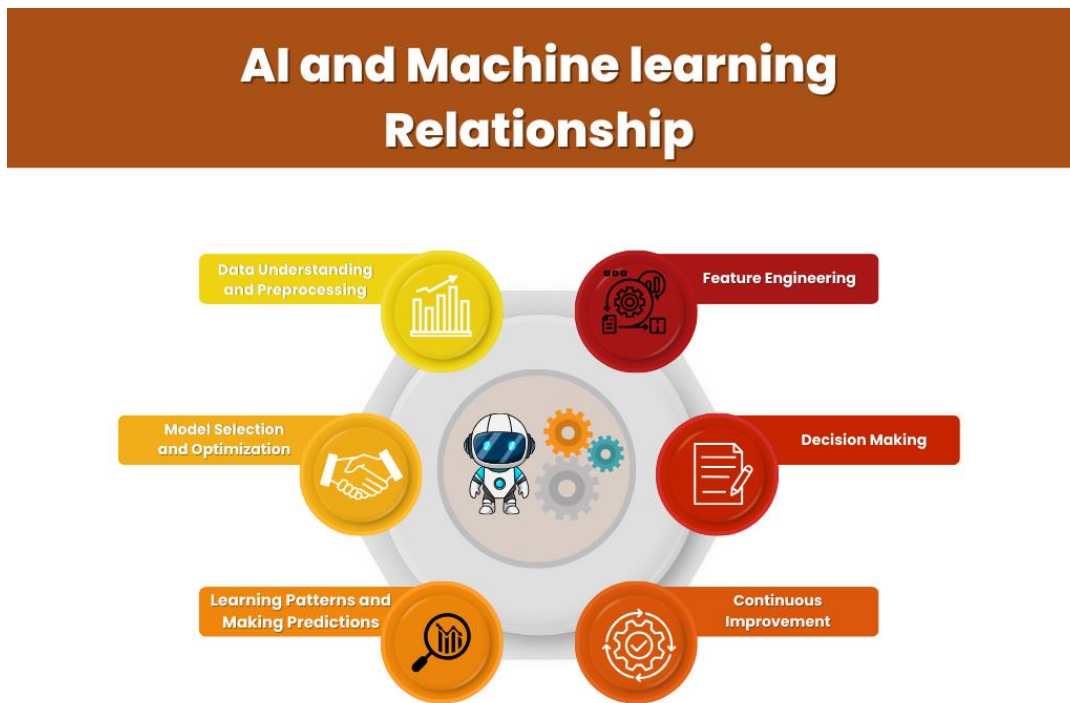 AI and Machine learning
Relationship
Data Understanding
and Preprocessing
Feature Engineering
Model Selection
and Optimization
Decision Making
Learning Patterns and
Making Predictions
Continuous
Improvement